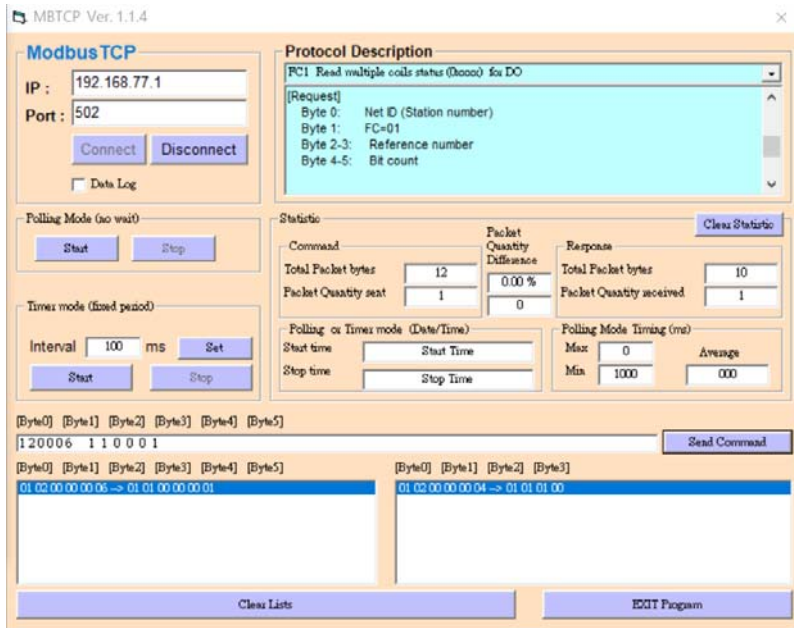 MBTCP Ver. 1.1.4
ModbusTCP
IP : 192.168.77.1
Port : 502
Connect Disconnect
Data Log
Protocol Description
FC1 Read multiple coils status (0xxxx) for DO
[Request]
Byte 0: Net ID (Station number)
Byte 1: FC=01
Byte 2-3: Reference number
Byte 4-5: Bit count
Polling Mode (no wait)
Start Stop
Timer mode (fixed period)
Interval 100 ms Set
Start Stop
Statistic
Clear Statistic
Command
Total Packet bytes 12
Packet Quantity sent 1
Packet
Quantity
Difference
0.00 %
0
Response
Total Packet bytes 10
Packet Quantity received 1
Polling or Timer mode (Date/Time)
Start time Start Time
Stop time Stop Time
Polling Mode Timing (ms)
Max 0 Average
Min 1000 000
[Byte0] [Byte1] [Byte2] [Byte3] [Byte4] [Byte5]
120006 1 1 0 0 0 1 Send Command
[Byte0] [Byte1] [Byte2] [Byte3] [Byte4] [Byte5]
01 02 00 00 00 06 --> 01 01 00 00 00 01
[Byte0] [Byte1] [Byte2] [Byte3]
01 02 00 00 00 04 --> 01 01 01 00
Clear Lists EXIT Program